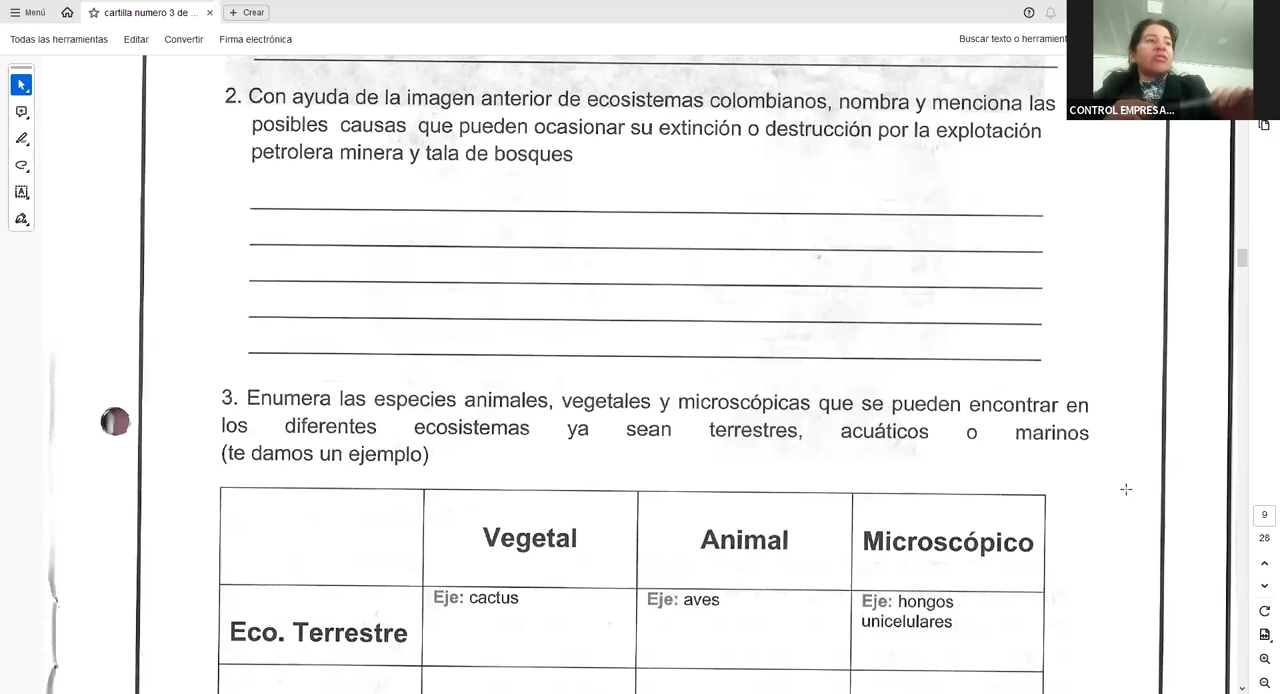 Menú
cartilla numero 3 de ...
Crear
Todas las herramientas
Editar
Convertir
Firma electrónica
Buscar texto o herramient
CONTROL EMPRESA...
2. Con ayuda de la imagen anterior de ecosistemas colombianos, nombra y menciona las
posibles causas que pueden ocasionar su extinción o destrucción por la explotación
petrolera minera y tala de bosques
3. Enumera las especies animales, vegetales y microscópicas que se pueden encontrar en
los diferentes ecosistemas ya sean terrestres, acuáticos o marinos
(te damos un ejemplo)
Vegetal
Animal
Microscópico
Eco. Terrestre
Eje: cactus
Eje: aves
Eje: hongos
unicelulares
9
28